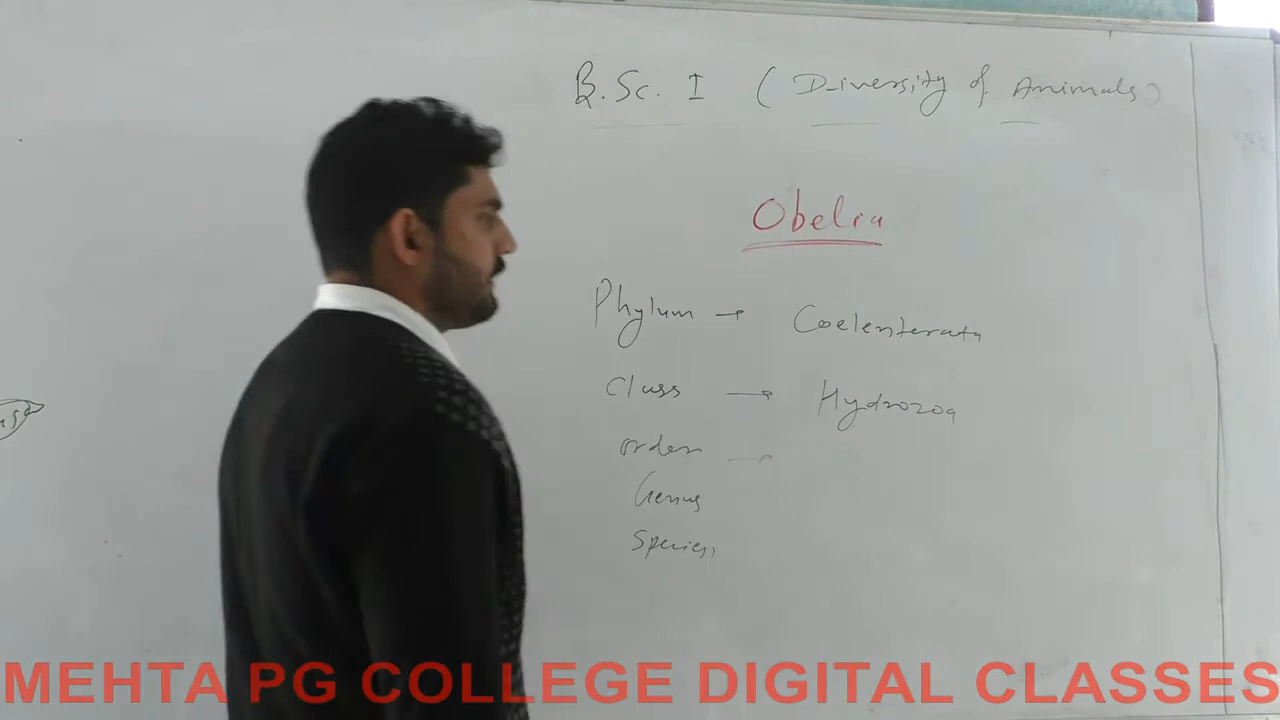 B.Sc. I (Diversity of Animals)
Obelia
Phylum → Coelenterata
Class → Hydrozoa
order →
Genus
Species
MEHTA PG COLLEGE DIGITAL CLASSES